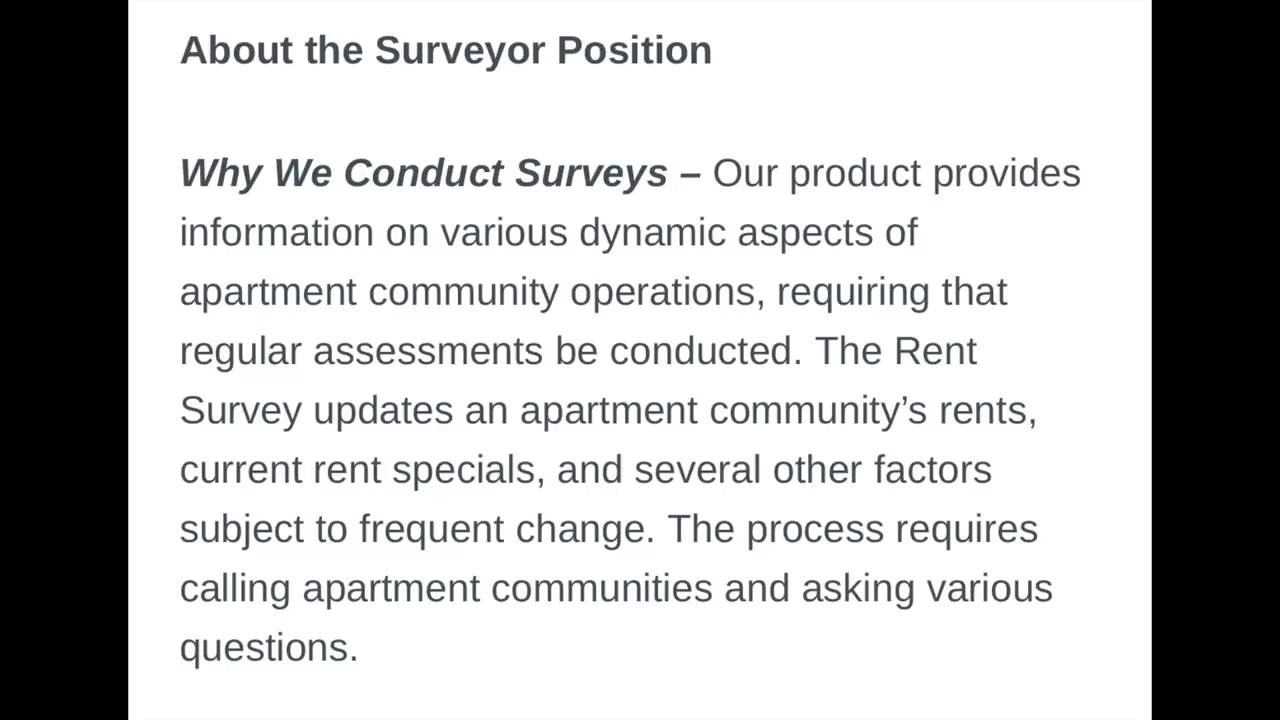 About the Surveyor Position
Why We Conduct Surveys – Our product provides
information on various dynamic aspects of
apartment community operations, requiring that
regular assessments be conducted. The Rent
Survey updates an apartment community’s rents,
current rent specials, and several other factors
subject to frequent change. The process requires
calling apartment communities and asking various
questions.